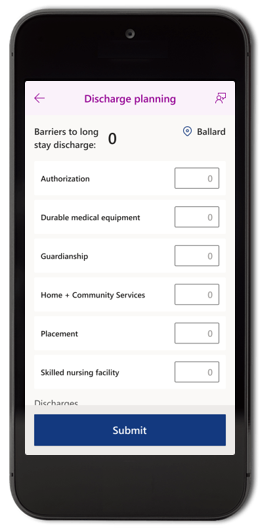 Discharge planning
Barriers to long
stay discharge:
0
Ballard
Authorization
0
Durable medical equipment
0
Guardianship
0
Home + Community Services
0
Placement
0
Skilled nursing facility
0
Discharges
Submit